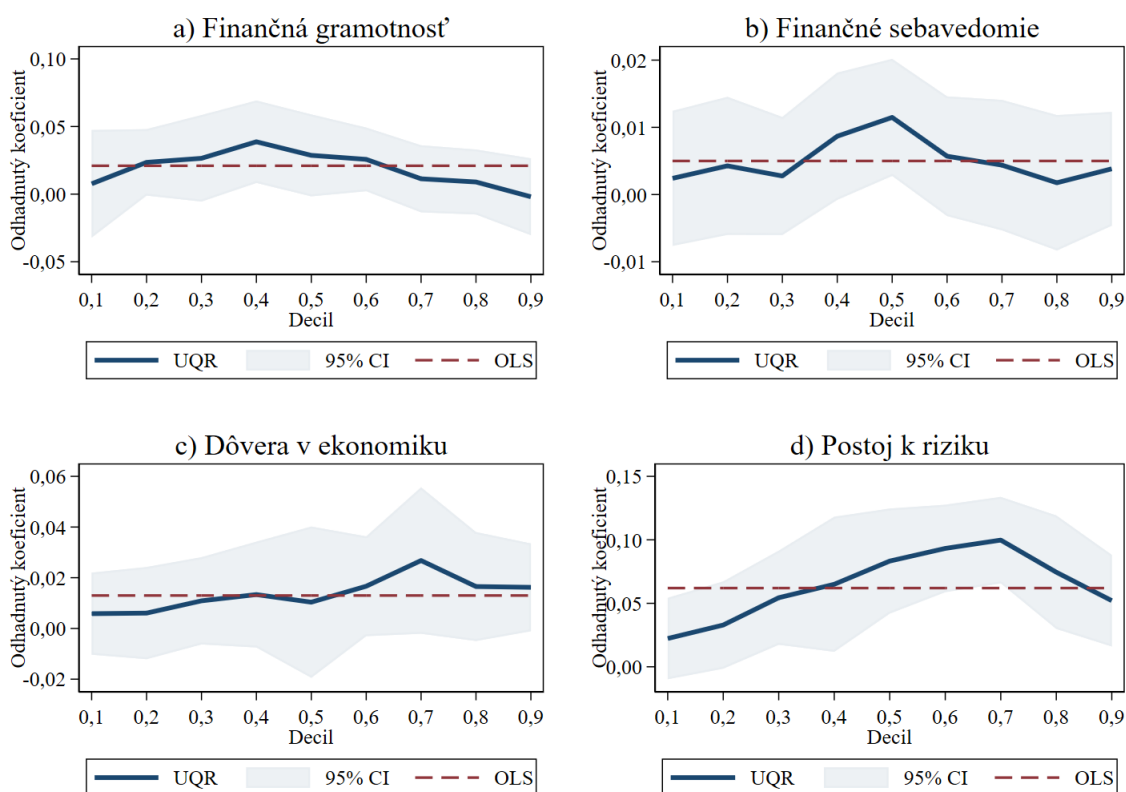 a) Finančná gramotnosť
Odhadnutý koeficient
0,10
0,05
0,00
-0,05
0,1 0,2 0,3 0,4 0,5 0,6 0,7 0,8 0,9
Decil
UQR 95% CI OLS
b) Finančné sebavedomie
Odhadnutý koeficient
0,02
0,01
0,00
-0,01
0,1 0,2 0,3 0,4 0,5 0,6 0,7 0,8 0,9
Decil
UQR 95% CI OLS
c) Dôvera v ekonomiku
Odhadnutý koeficient
0,06
0,04
0,02
0,00
-0,02
0,1 0,2 0,3 0,4 0,5 0,6 0,7 0,8 0,9
Decil
UQR 95% CI OLS
d) Postoj k riziku
Odhadnutý koeficient
0,15
0,10
0,05
0,00
0,1 0,2 0,3 0,4 0,5 0,6 0,7 0,8 0,9
Decil
UQR 95% CI OLS